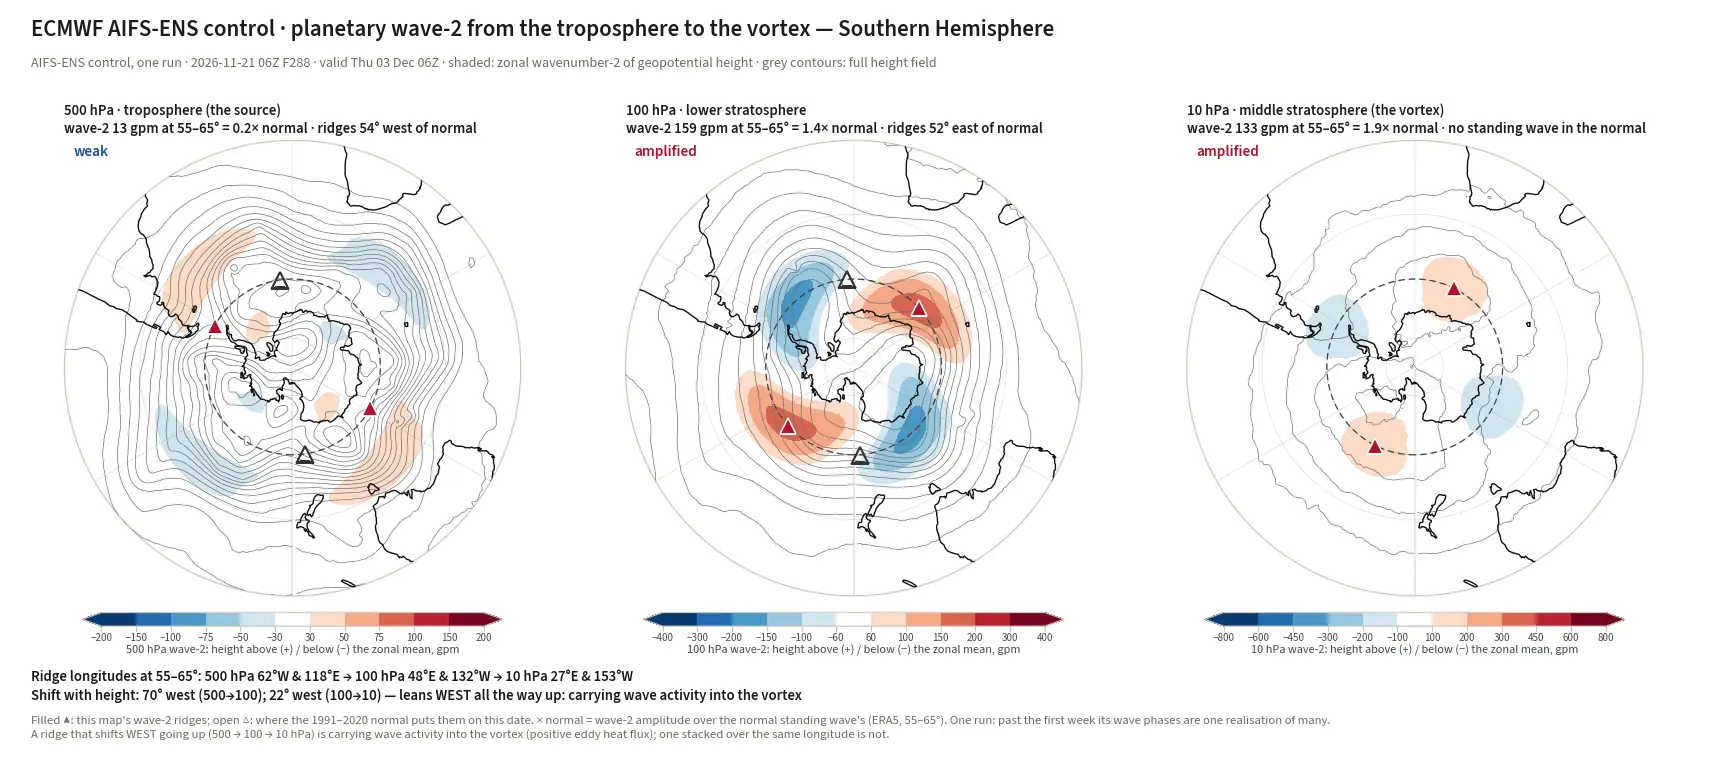 ECMWF AIFS-ENS control · planetary wave-2 from the troposphere to the vortex — Southern Hemisphere
AIFS-ENS control, one run · 2026-11-21 06Z F288 · valid Thu 03 Dec 06Z · shaded: zonal wavenumber-2 of geopotential height · grey contours: full height field
500 hPa · troposphere (the source)
wave-2 13 gpm at 55–65° = 0.2× normal · ridges 54° west of normal
weak
100 hPa · lower stratosphere
wave-2 159 gpm at 55–65° = 1.4× normal · ridges 52° east of normal
amplified
10 hPa · middle stratosphere (the vortex)
wave-2 133 gpm at 55–65° = 1.9× normal · no standing wave in the normal
amplified
−200 −150 −100 −75 −50 −30 30 50 75 100 150 200
500 hPa wave-2: height above (+) / below (−) the zonal mean, gpm
−400 −300 −200 −150 −100 −60 60 100 150 200 300 400
100 hPa wave-2: height above (+) / below (−) the zonal mean, gpm
−800 −600 −450 −300 −200 −100 100 200 300 450 600 800
10 hPa wave-2: height above (+) / below (−) the zonal mean, gpm
Ridge longitudes at 55–65°: 500 hPa 62°W & 118°E → 100 hPa 48°E & 132°W → 10 hPa 27°E & 153°W
Shift with height: 70° west (500→100); 22° west (100→10) — leans WEST all the way up: carrying wave activity into the vortex
Filled ▲: this map's wave-2 ridges; open △: where the 1991–2020 normal puts them on this date. × normal = wave-2 amplitude over the normal standing wave's (ERA5, 55–65°). One run: past the first week its wave phases are one realisation of many.
A ridge that shifts WEST going up (500 → 100 → 10 hPa) is carrying wave activity into the vortex (positive eddy heat flux); one stacked over the same longitude is not.